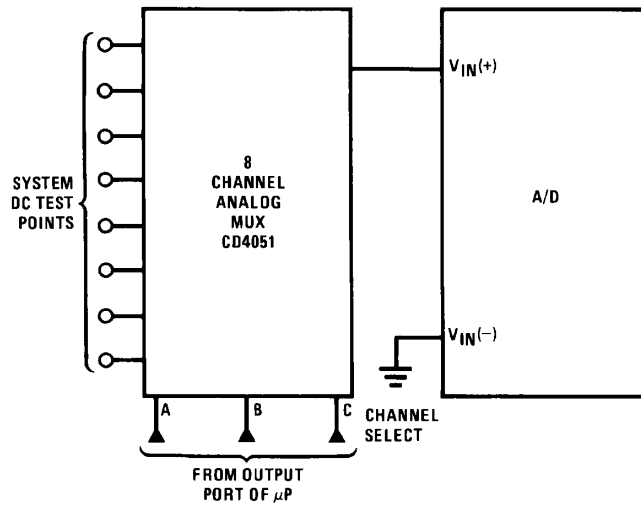 SYSTEM
DC TEST
POINTS
8
CHANNEL
ANALOG
MUX
CD4051
VIN(+)
A/D
VIN(−)
A
B
C
CHANNEL
SELECT
FROM OUTPUT
PORT OF μP